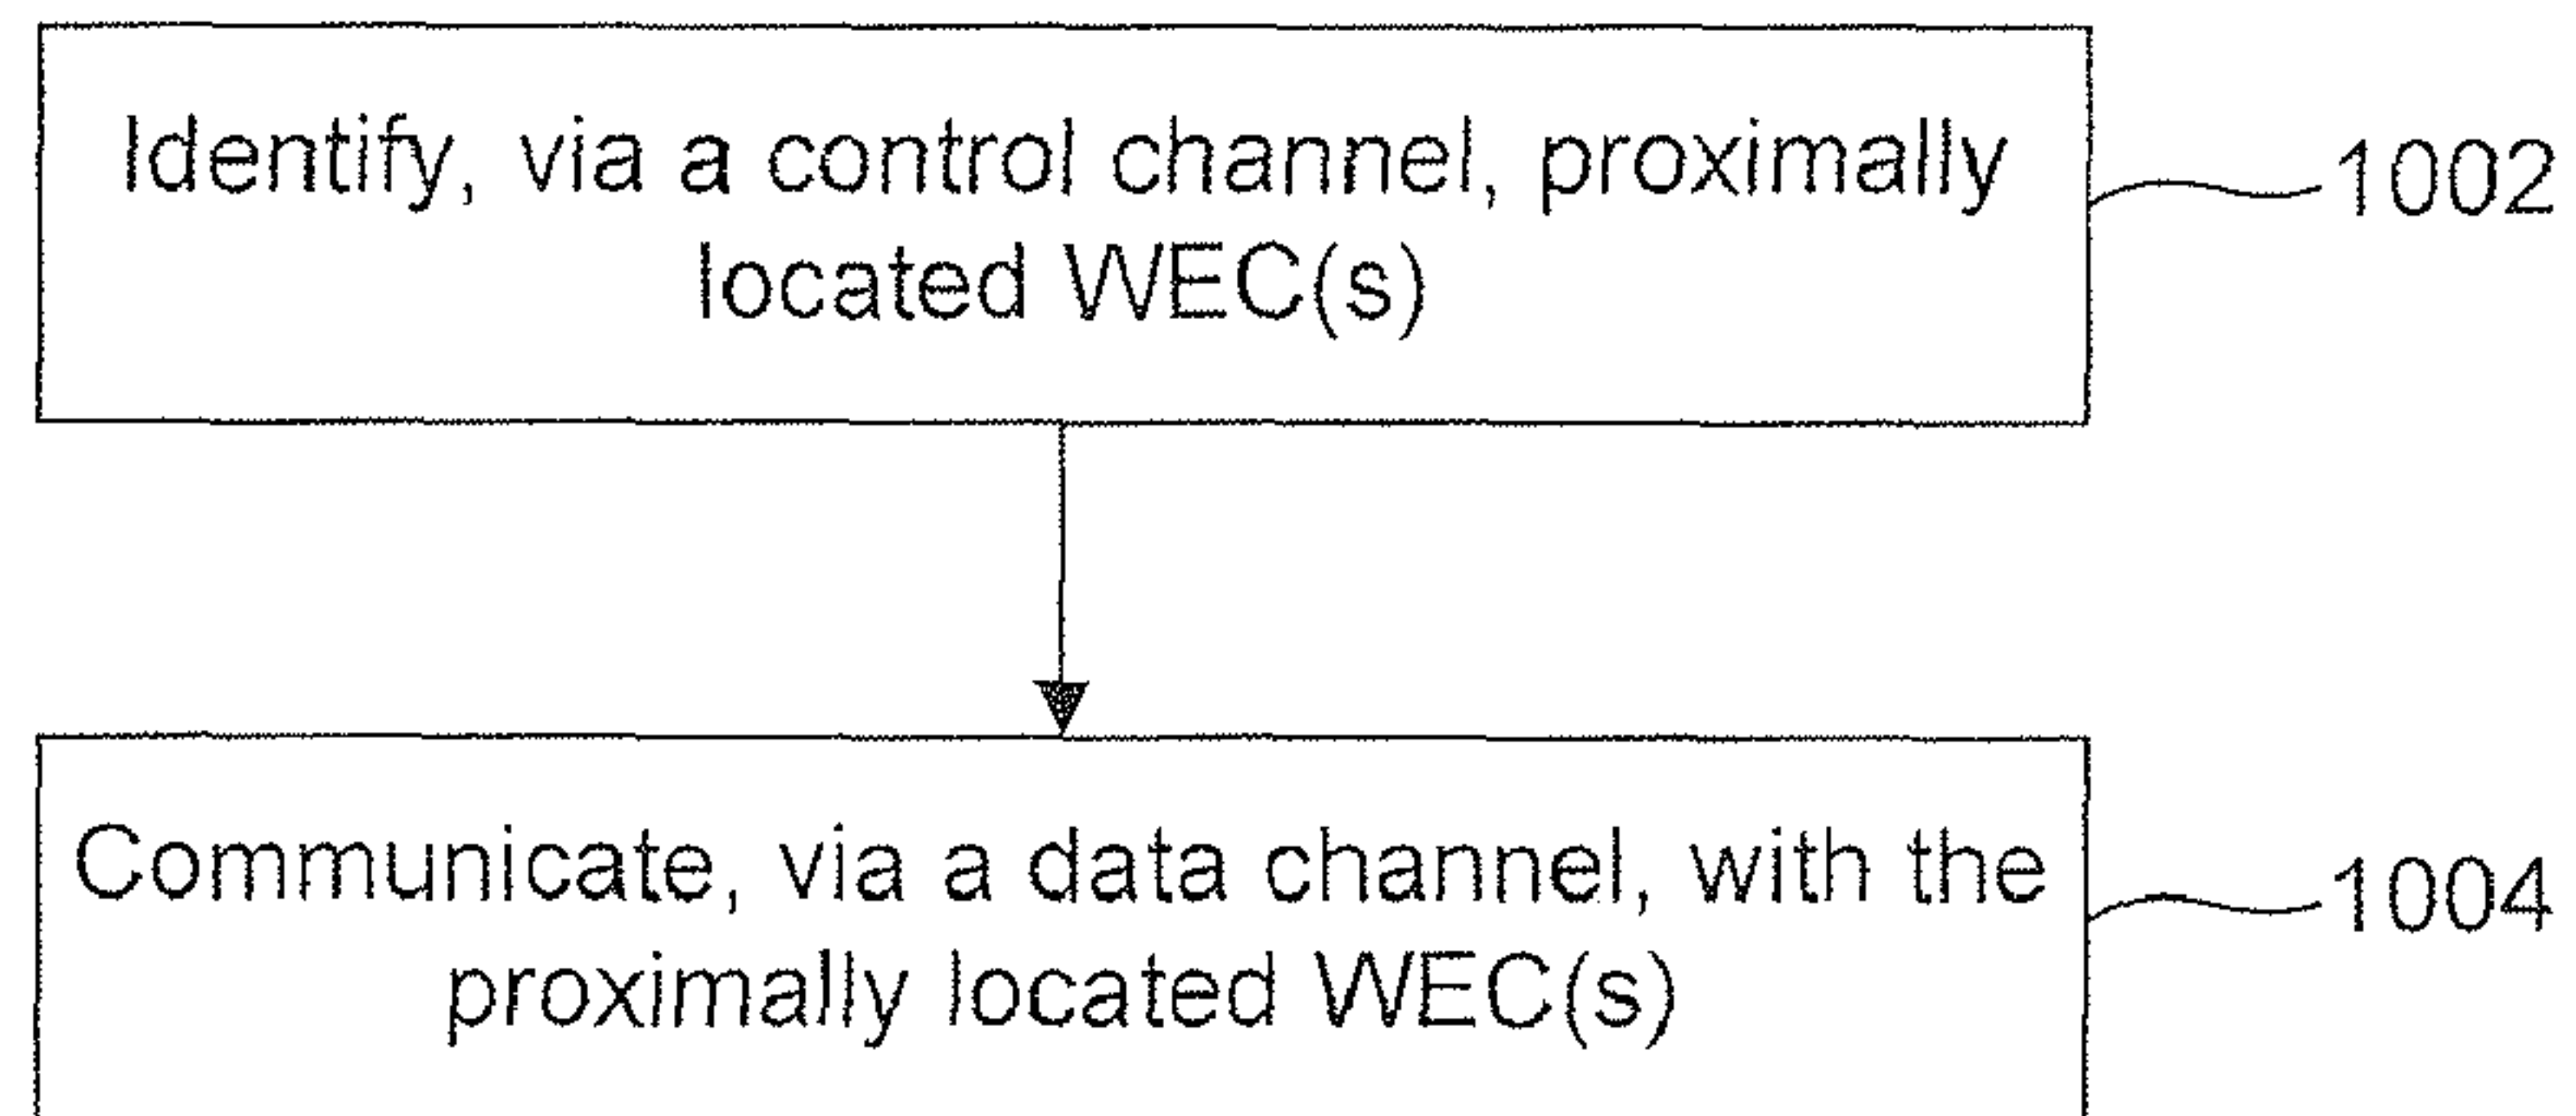 Identify, via a control channel, proximally
located WEC(s)
1002
Communicate, via a data channel, with the
proximally located WEC(s)
1004